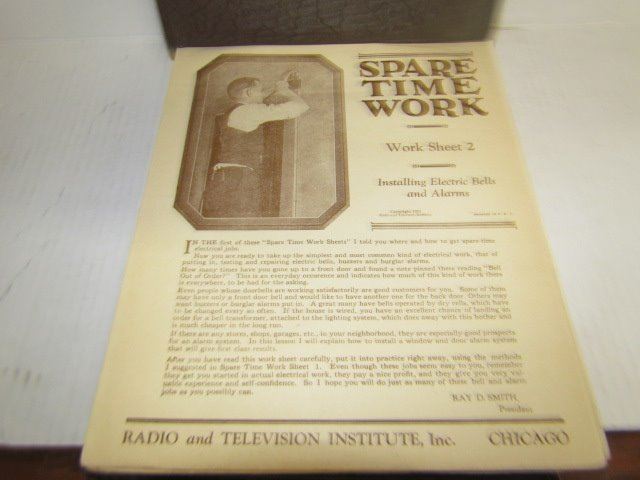 SPARE
TIME
WORK
Work Sheet 2
Installing Electric Bells
and Alarms
IN THE first of these "Spare Time Work Sheets" I told you where and how to get spare time
electrical jobs.
Now you are ready to take up the simplest and most common kind of electrical work, that of
putting in, testing and repairing electric bells, buzzers and burglar alarms.
How many times have you gone up to a front door and found a note pinned there reading "Bell
Out of Order?" This is an everyday occurence and indicates how much of this kind of work there
is everywhere, to be had for the asking.
Even people whose doorbells are working satisfactorily are good customers for you. Some of them
may have only a front door bell and would like to have another one for the back door. Others may
want buzzers or burglar alarms put in. A great many have bells operated by dry cells, which have
to be changed every so often. If the house is wired, you have an excellent chance of landing an
order for a bell transformer, attached to the lighting system, which does away with this bother and
is much cheaper in the long run.
If there are any stores, shops, garages, etc., in your neighborhood, they are especially good prospects
for an alarm system. In this lesson I will explain how to install a window and door alarm system
that will give first class results.
After you have read this work sheet carefully, put it into practice right away, using the methods
I suggested in Spare Time Work Sheet 1. Even though these jobs seem easy to you, remember
they get you started in actual electrical work, they pay a nice profit, and they give you very val-
uable experience and self-confidence. So I hope you will do just as many of these bell and alarm
jobs as you possibly can.
RAY D. SMITH,
President
RADIO and TELEVISION INSTITUTE, Inc. CHICAGO